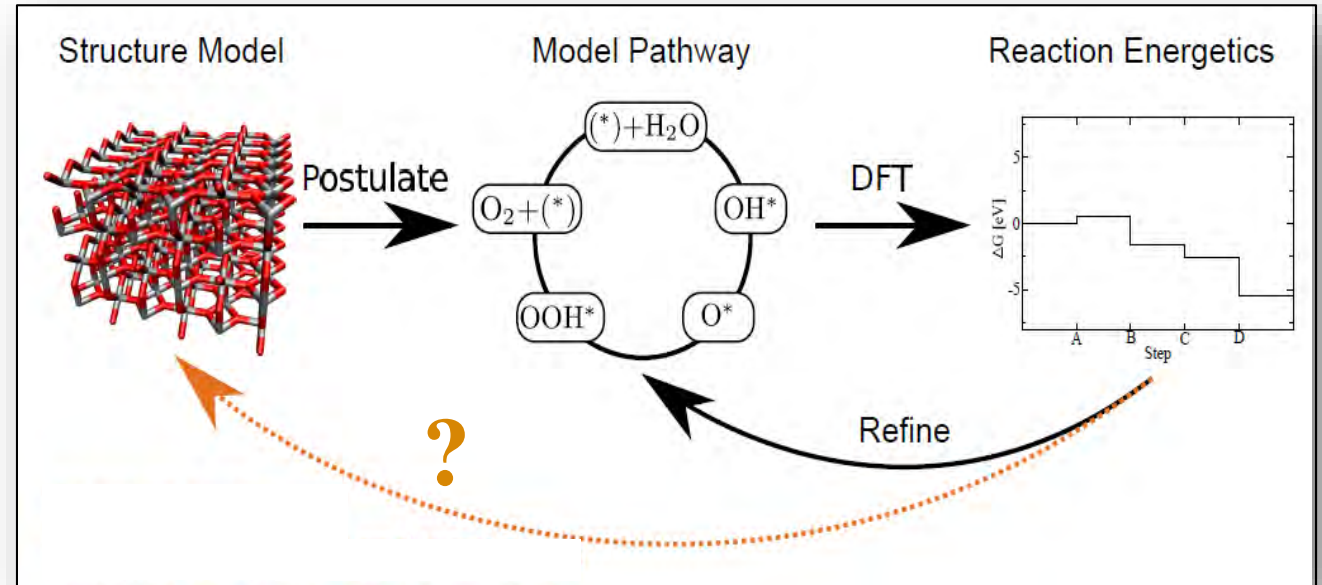 Structure Model
Model Pathway
Reaction Energetics
Postulate
(*)+H₂O
OH*
O*
OOH*
O₂+(*)
DFT
ΔG [eV]
5
0
-5
A B C D
Step
Refine
?